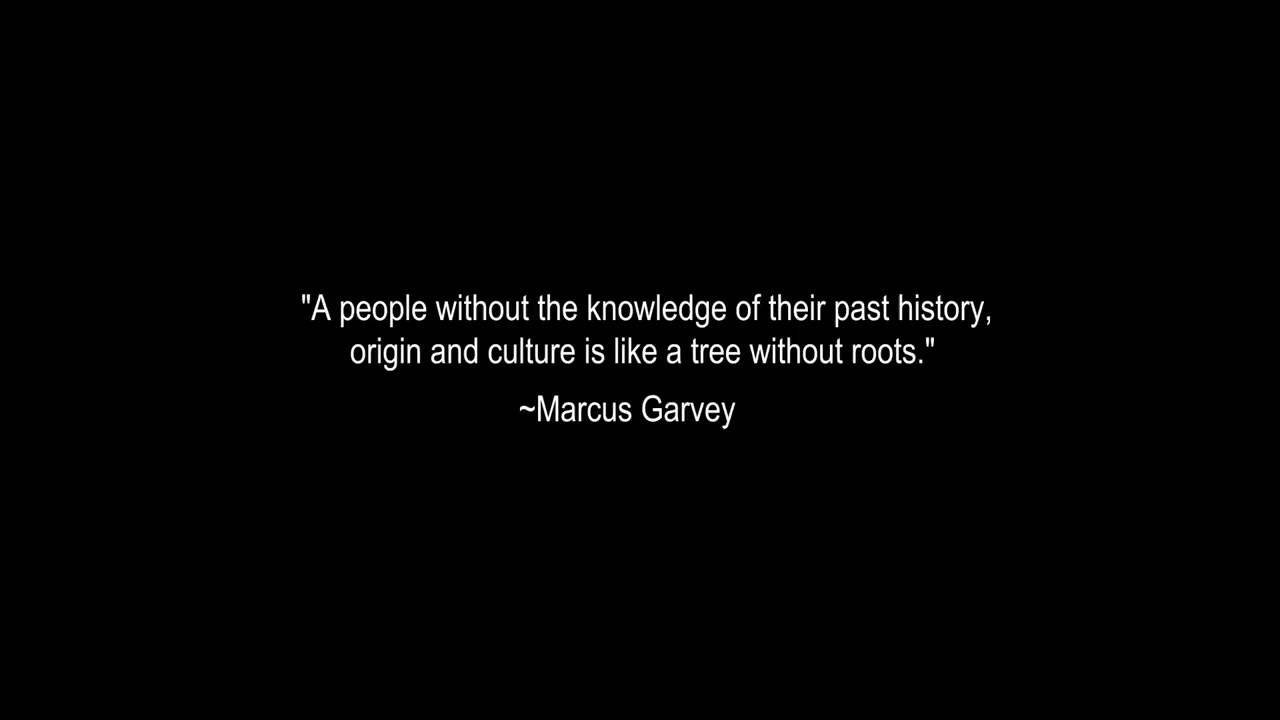 "A people without the knowledge of their past history,
origin and culture is like a tree without roots."
~Marcus Garvey